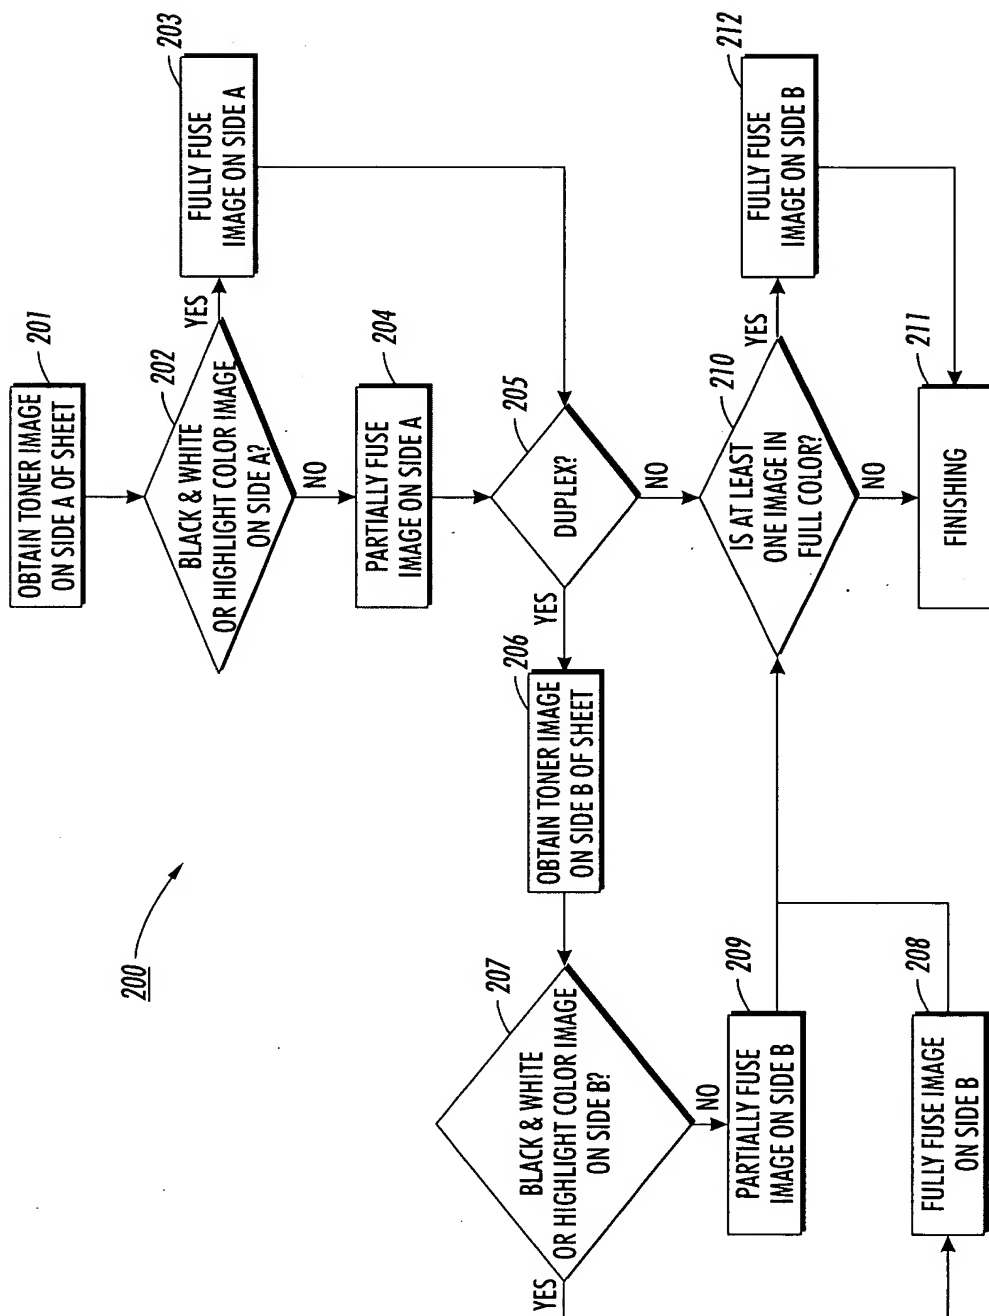 200
201
OBTAIN TONER IMAGE
ON SIDE A OF SHEET
202
BLACK & WHITE
OR HIGHLIGHT COLOR IMAGE
ON SIDE A?
YES
203
FULLY FUSE
IMAGE ON SIDE A
NO
204
PARTIALLY FUSE
IMAGE ON SIDE A
205
DUPLEX?
YES
NO
206
OBTAIN TONER IMAGE
ON SIDE B OF SHEET
207
BLACK & WHITE
OR HIGHLIGHT COLOR IMAGE
ON SIDE B?
YES
NO
208
FULLY FUSE IMAGE
ON SIDE B
209
PARTIALLY FUSE
IMAGE ON SIDE B
210
IS AT LEAST
ONE IMAGE IN
FULL COLOR?
YES
NO
212
FULLY FUSE
IMAGE ON SIDE B
211
FINISHING